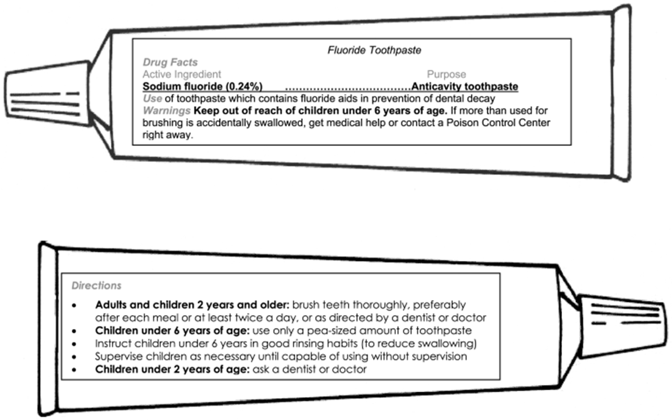 Fluoride Toothpaste
Drug Facts
Active Ingredient Purpose
Sodium fluoride (0.24%) ......................................Anticavity toothpaste
Use of toothpaste which contains fluoride aids in prevention of dental decay
Warnings Keep out of reach of children under 6 years of age. If more than used for
brushing is accidentally swallowed, get medical help or contact a Poison Control Center
right away.
Directions
• Adults and children 2 years and older: brush teeth thoroughly, preferably
after each meal or at least twice a day, or as directed by a dentist or doctor
• Children under 6 years of age: use only a pea-sized amount of toothpaste
• Instruct children under 6 years in good rinsing habits (to reduce swallowing)
• Supervise children as necessary until capable of using without supervision
• Children under 2 years of age: ask a dentist or doctor